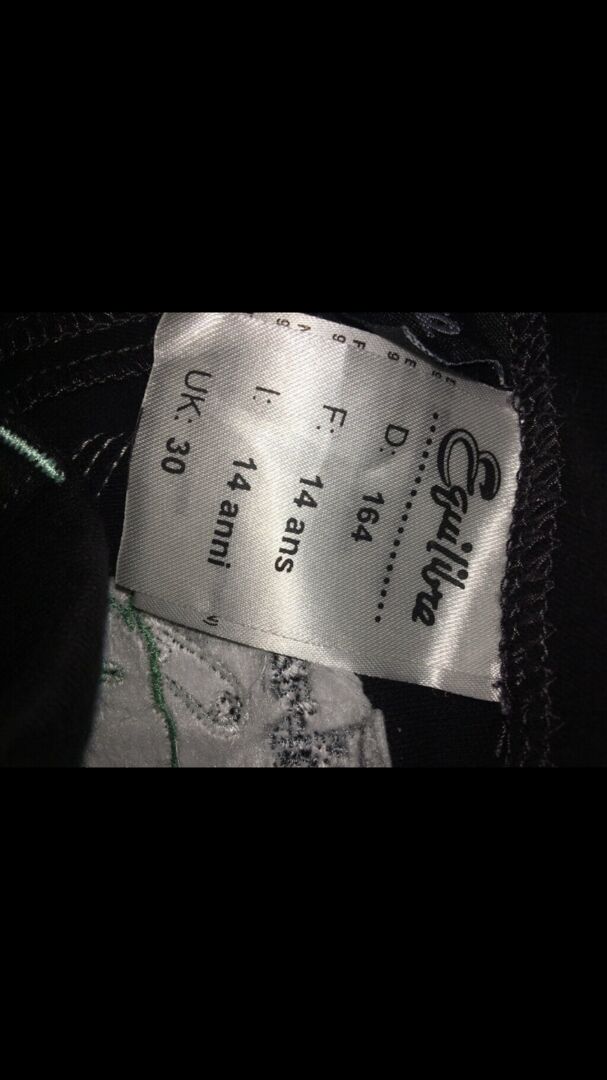 Equilibre
D: 164
F: 14 ans
I: 14 anni
UK: 30